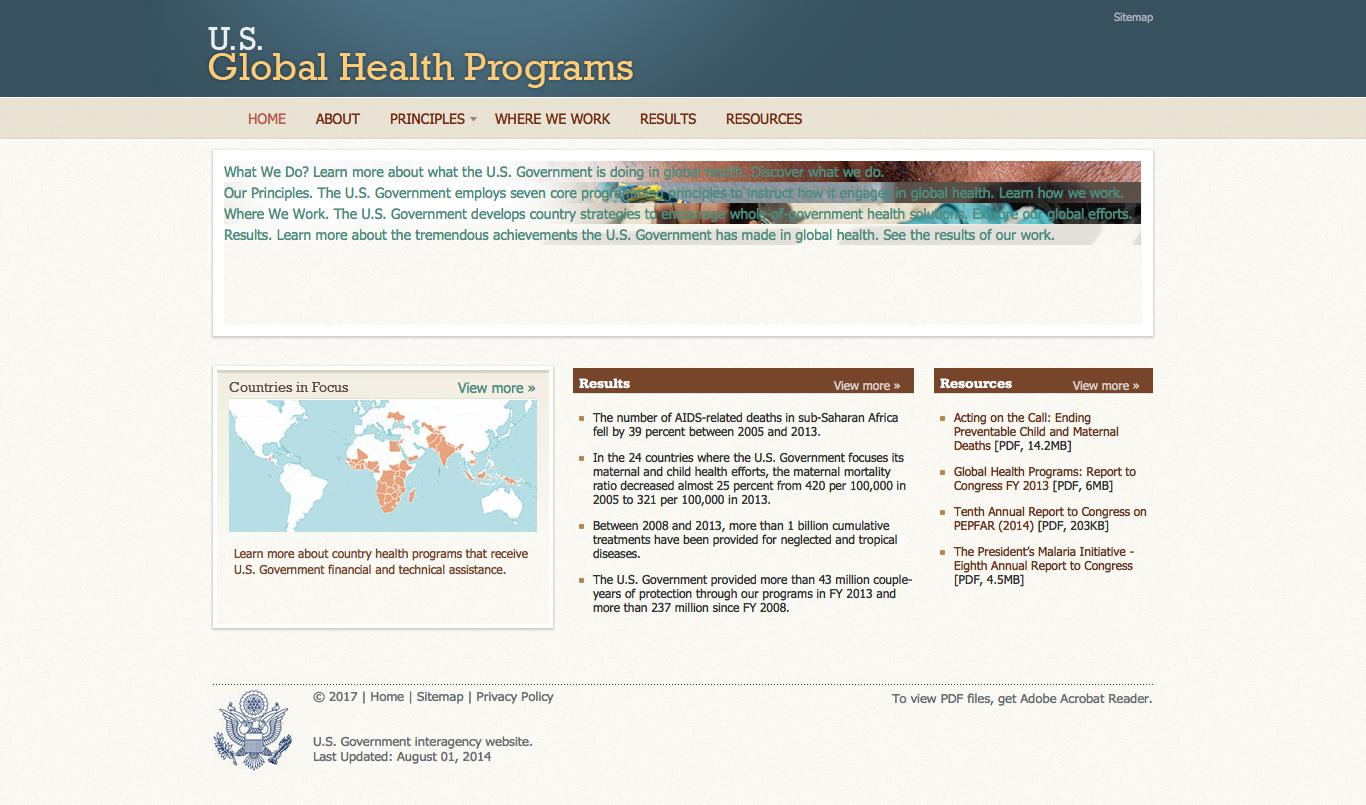 Sitemap
U.S.
Global Health Programs
HOME ABOUT PRINCIPLES WHERE WE WORK RESULTS RESOURCES
What We Do? Learn more about what the U.S. Government is doing in global health. Discover what we do.
Our Principles. The U.S. Government employs seven core programming principles to instruct how it engages in global health. Learn how we work.
Where We Work. The U.S. Government develops country strategies to encourage whole-of-government health solutions. Explore our global efforts.
Results. Learn more about the tremendous achievements the U.S. Government has made in global health. See the results of our work.
Countries in Focus View more »
Learn more about country health programs that receive
U.S. Government financial and technical assistance.
Results View more »
The number of AIDS-related deaths in sub-Saharan Africa
fell by 39 percent between 2005 and 2013.
In the 24 countries where the U.S. Government focuses its
maternal and child health efforts, the maternal mortality
ratio decreased almost 25 percent from 420 per 100,000 in
2005 to 321 per 100,000 in 2013.
Between 2008 and 2013, more than 1 billion cumulative
treatments have been provided for neglected and tropical
diseases.
The U.S. Government provided more than 43 million couple-
years of protection through our programs in FY 2013 and
more than 237 million since FY 2008.
Resources View more »
Acting on the Call: Ending
Preventable Child and Maternal
Deaths [PDF, 14.2MB]
Global Health Programs: Report to
Congress FY 2013 [PDF, 6MB]
Tenth Annual Report to Congress on
PEPFAR (2014) [PDF, 203KB]
The President's Malaria Initiative -
Eighth Annual Report to Congress
[PDF, 4.5MB]
© 2017 | Home | Sitemap | Privacy Policy
To view PDF files, get Adobe Acrobat Reader.
U.S. Government interagency website.
Last Updated: August 01, 2014